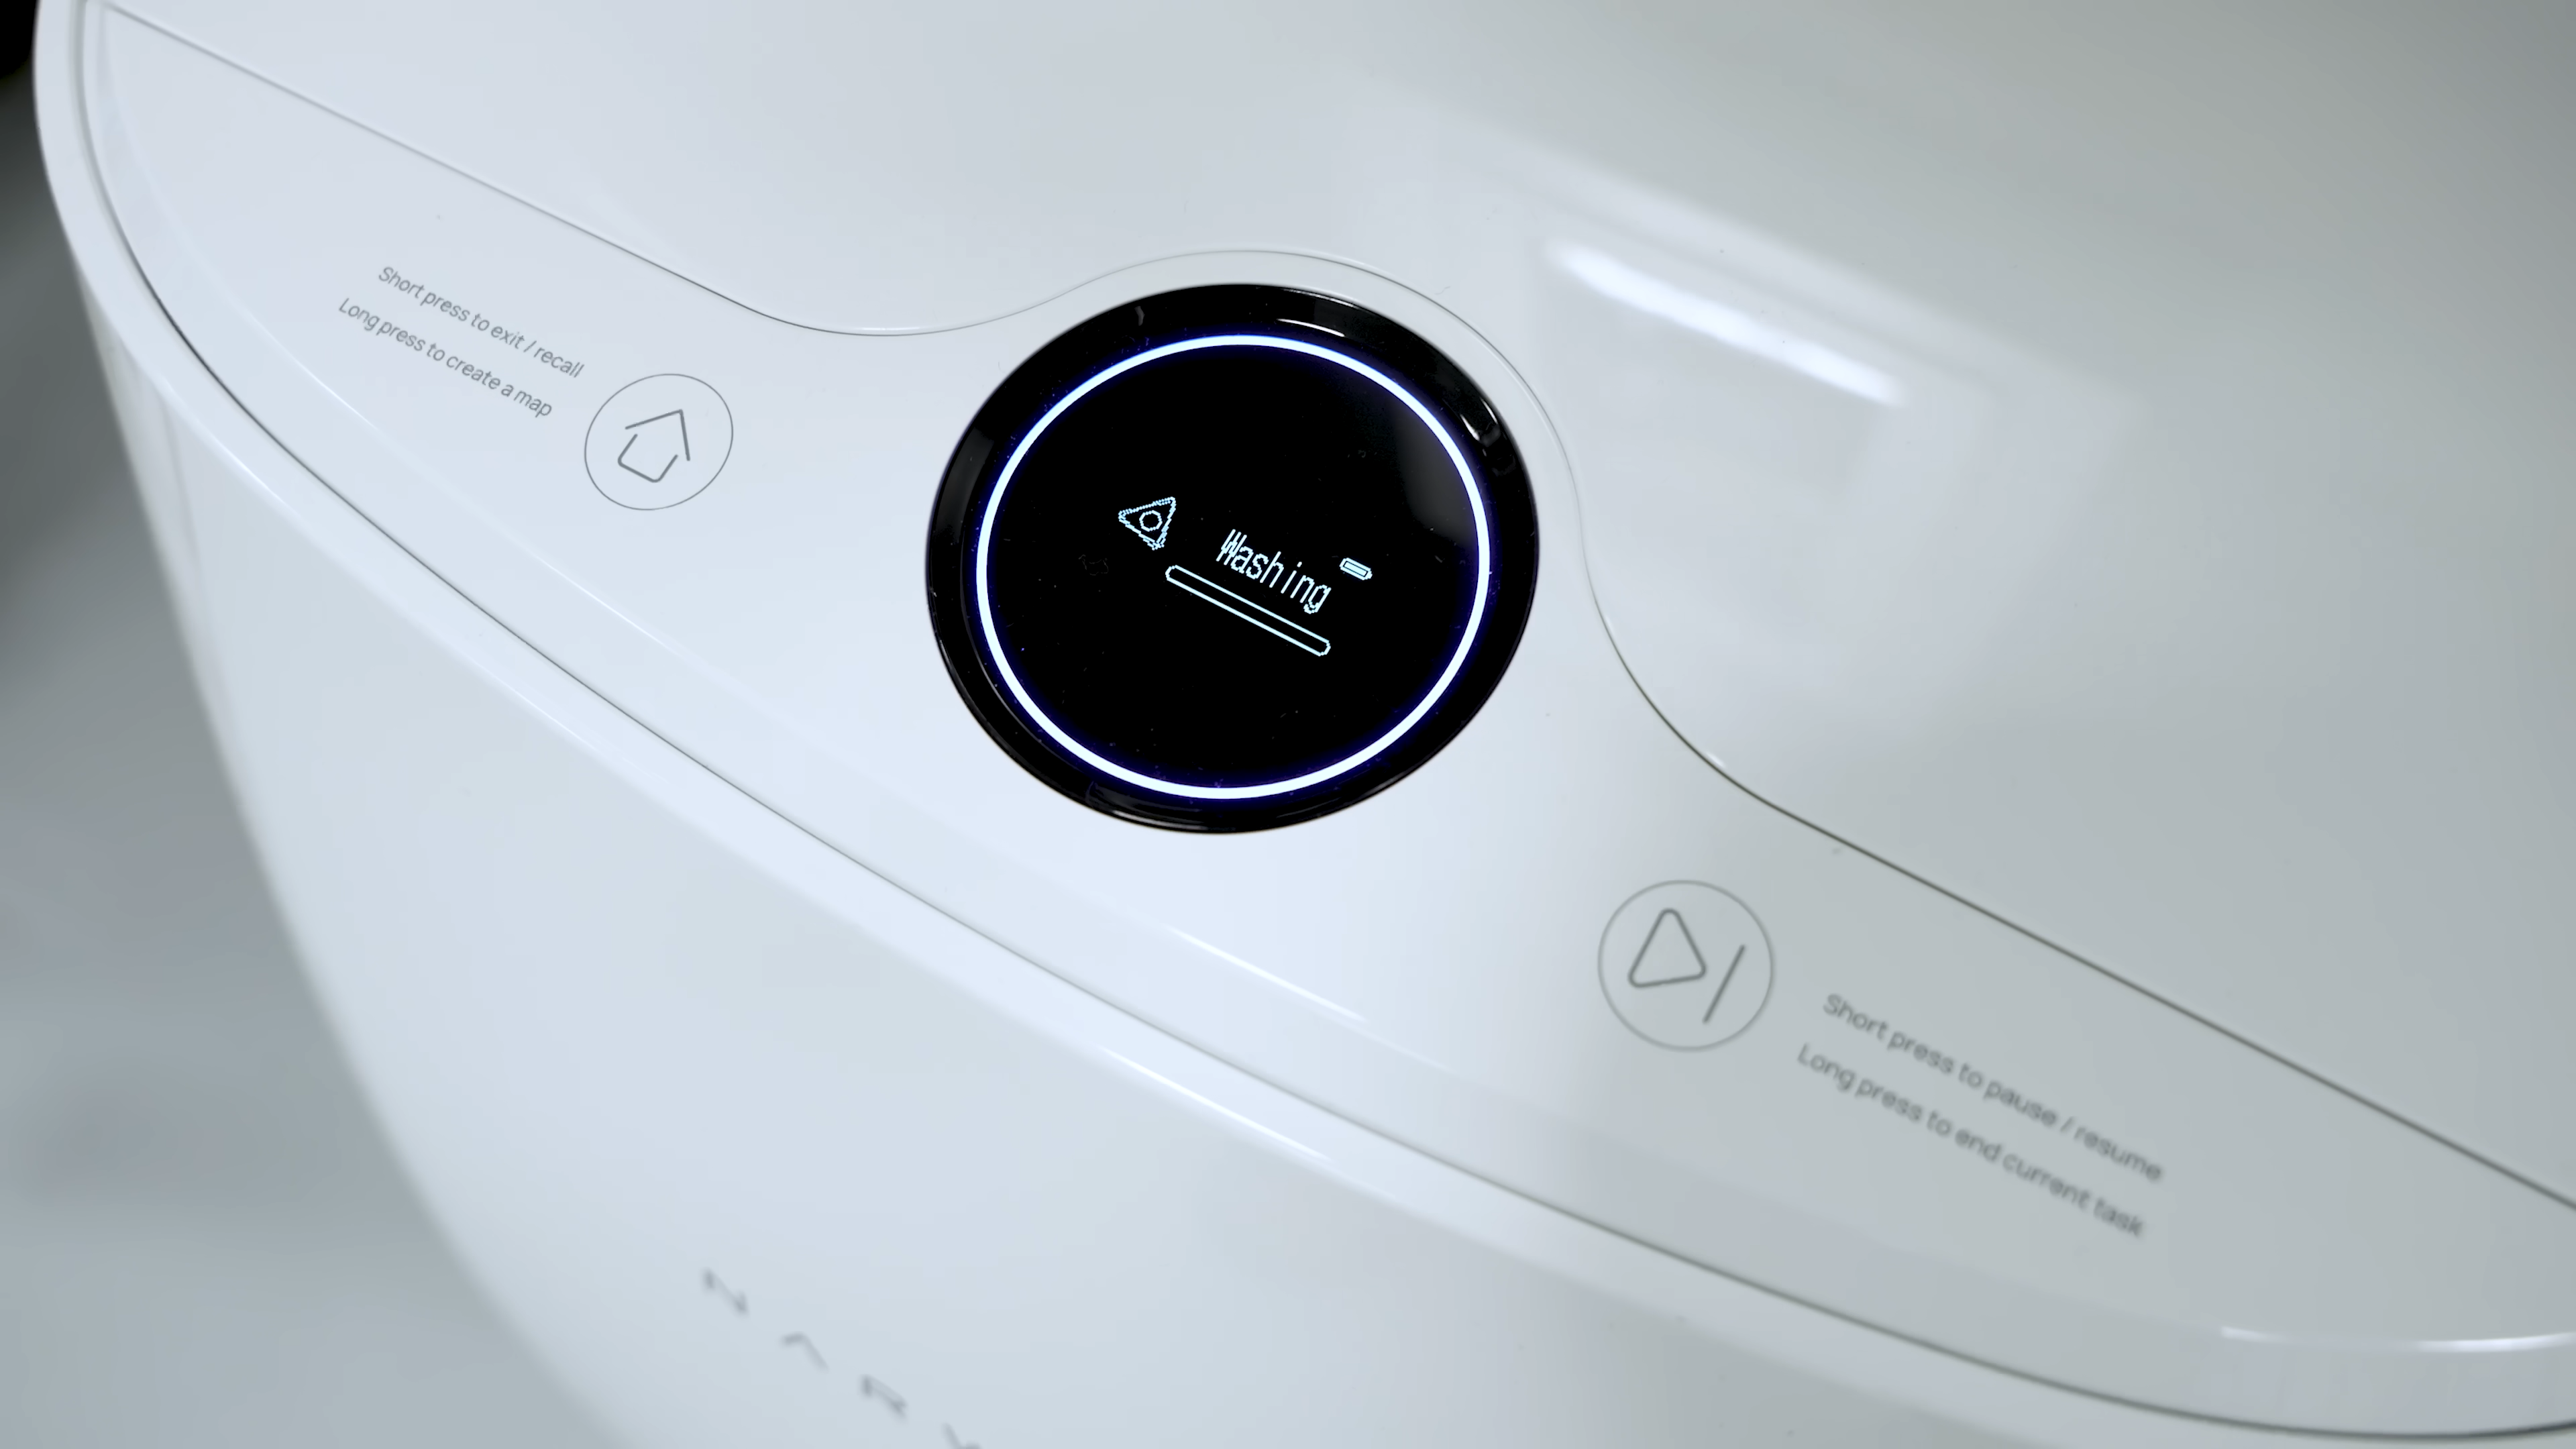 Short press to exit / recall
Long press to create a map
Washing
Short press to pause / resume
Long press to end current task
NARW